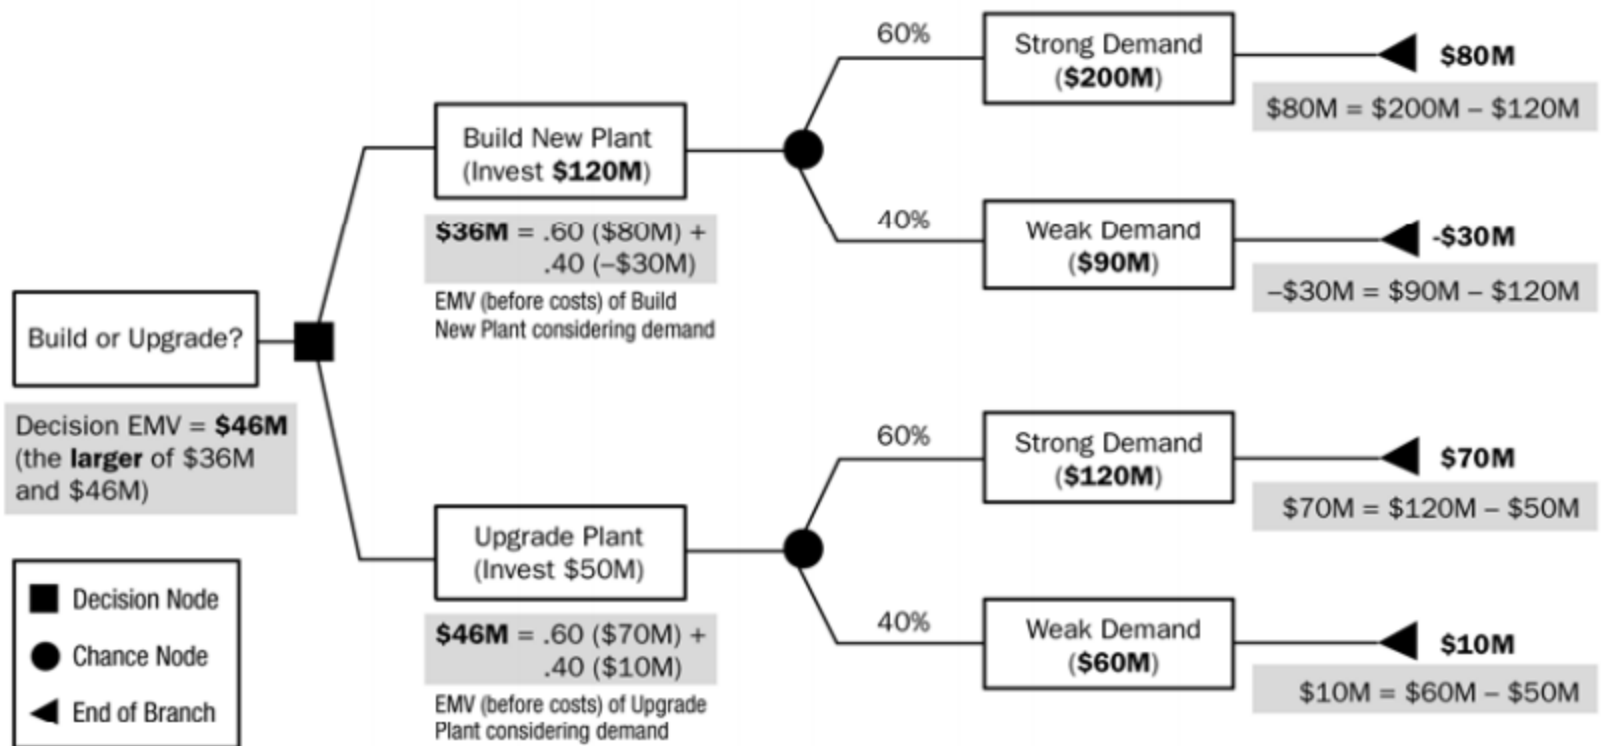 Build or Upgrade?
Decision EMV = $46M
(the larger of $36M
and $46M)
Decision Node
Chance Node
End of Branch
Build New Plant
(Invest $120M)
$36M = .60 ($80M) +
.40 (–$30M)
EMV (before costs) of Build
New Plant considering demand
Upgrade Plant
(Invest $50M)
$46M = .60 ($70M) +
.40 ($10M)
EMV (before costs) of Upgrade
Plant considering demand
60%
Strong Demand
($200M)
$80M
$80M = $200M – $120M
40%
Weak Demand
($90M)
-$30M
–$30M = $90M – $120M
60%
Strong Demand
($120M)
$70M
$70M = $120M – $50M
40%
Weak Demand
($60M)
$10M
$10M = $60M – $50M